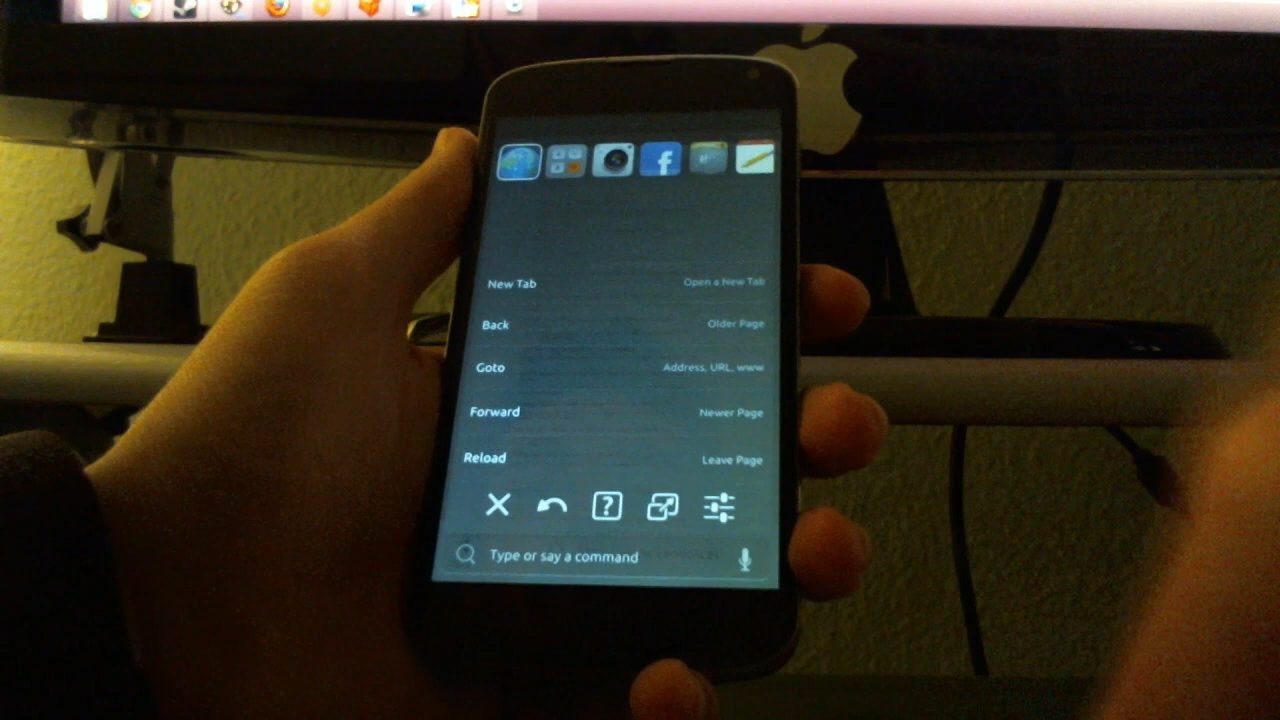 New Tab Open a New Tab
Back Older Page
Goto Address, URL, www
Forward Newer Page
Reload Leave Page
?
Type or say a command